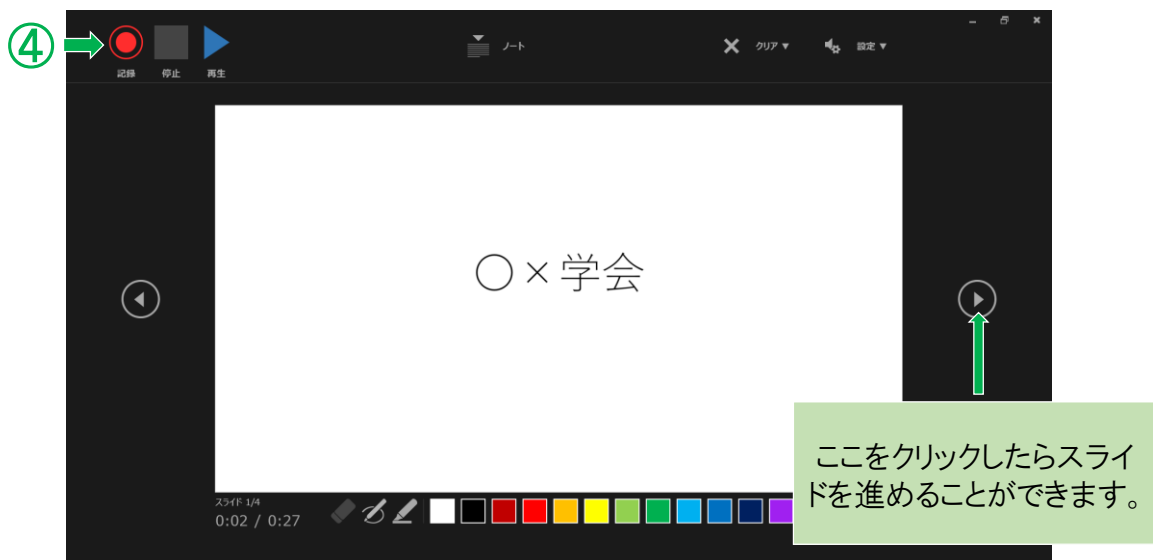 ④
記録 停止 再生
ノート
クリア▼
設定▼
○×学会
スライド 1/4
0:02 / 0:27
ここをクリックしたらスライ
ドを進めることができます。